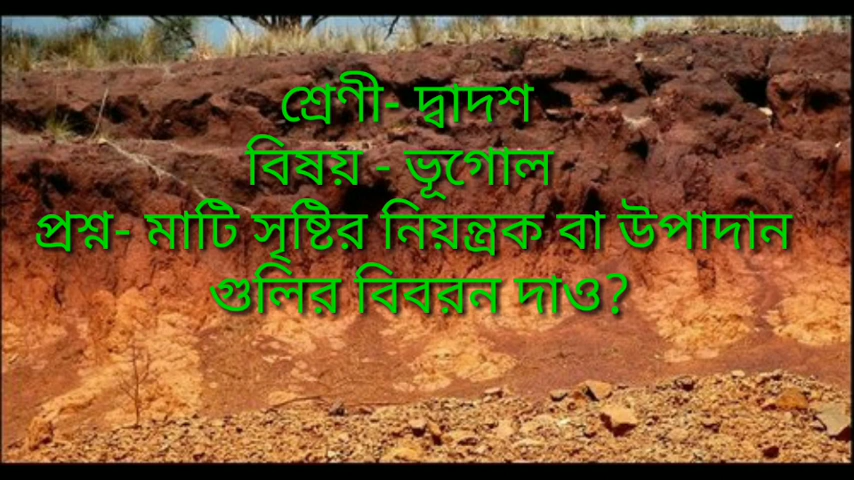 শ্রেণী- দ্বাদশ
বিষয় - ভূগোল
প্রশ্ন- মাটি সৃষ্টির নিয়ন্ত্রক বা উপাদান
গুলির বিবরন দাও?